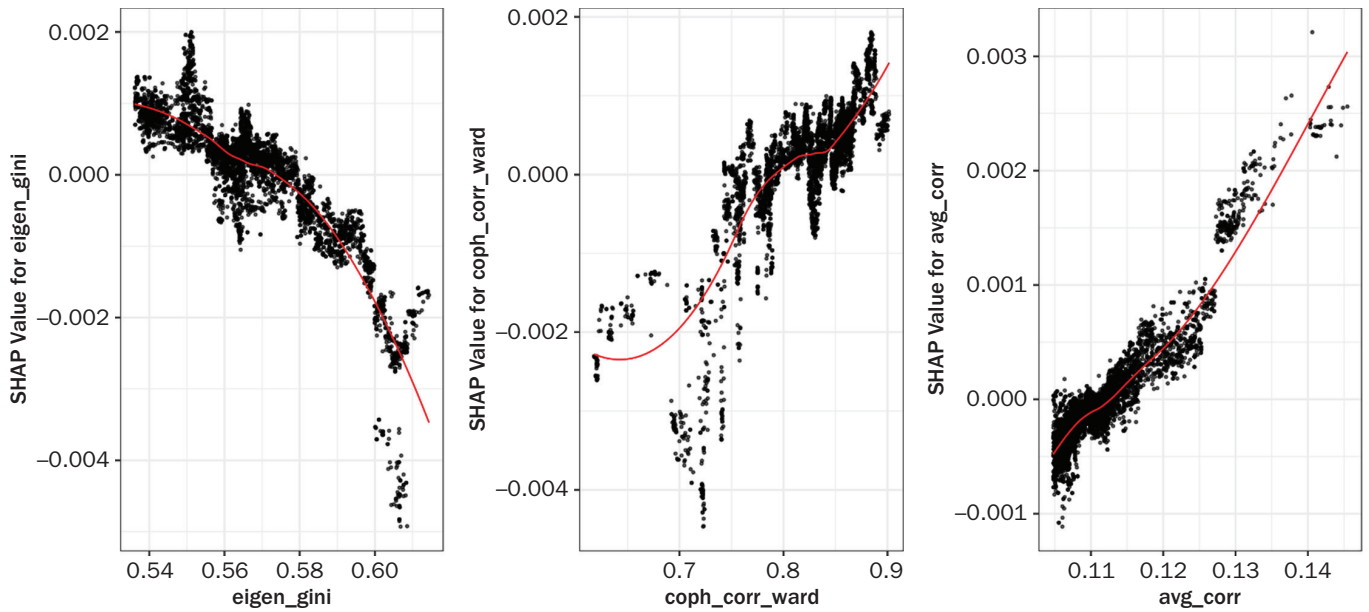 SHAP Value for eigen_gini
0.002
0.000
−0.002
−0.004
0.54 0.56 0.58 0.60
eigen_gini
SHAP Value for coph_corr_ward
0.002
0.000
−0.002
−0.004
0.7 0.8 0.9
coph_corr_ward
SHAP Value for avg_corr
0.003
0.002
0.001
0.000
−0.001
0.11 0.12 0.13 0.14
avg_corr